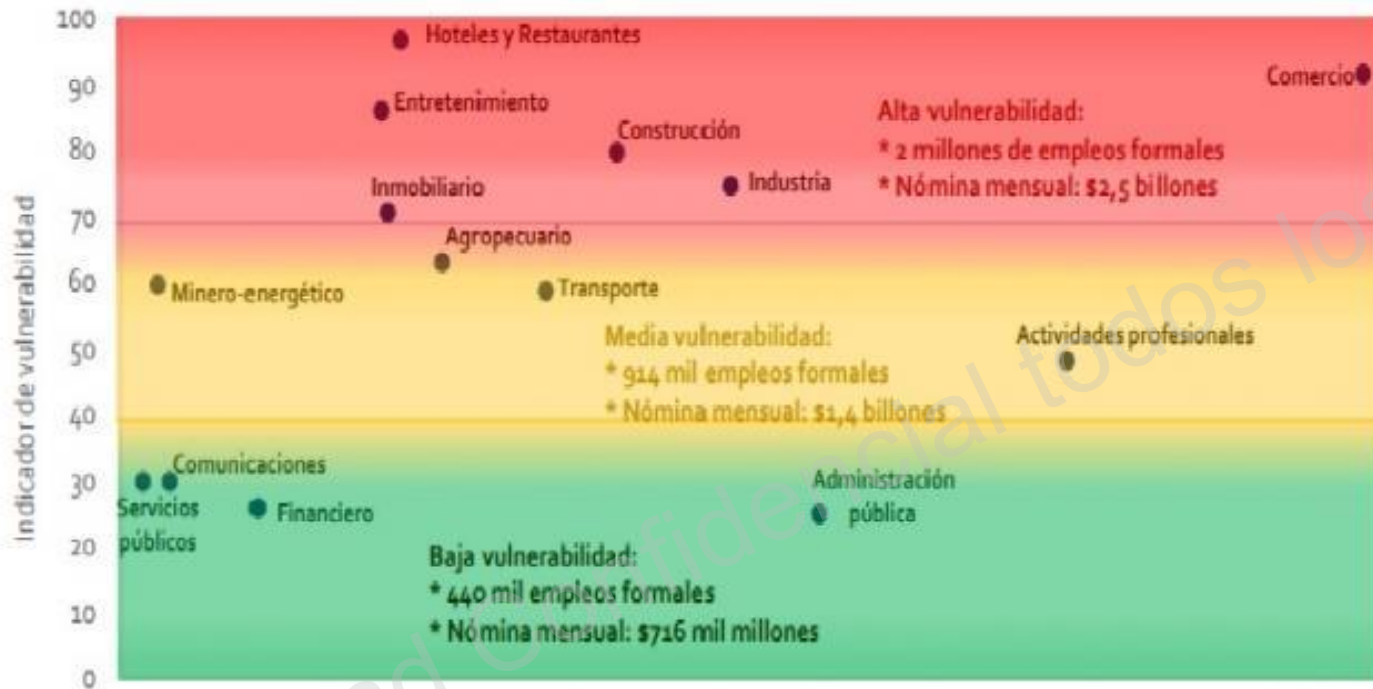 100
Hoteles y Restaurantes
Comercio
90
Entretenimiento
Alta vulnerabilidad:
Construcción
80
* 2 millones de empleos formales
Inmobiliario
Industria
* Nómina mensual: $2,5 billones
70
Agropecuario
60
Minero-energético
Transporte
Media vulnerabilidad:
Actividades profesionales
50
* 914 mil empleos formales
* Nómina mensual: $1,4 billones
40
Indicador de vulnerabilidad
Comunicaciones
30
Administración
pública
Servicios
públicos
Financiero
20
Baja vulnerabilidad:
* 440 mil empleos formales
10
* Nómina mensual: $716 mil millones
0
confidencial todos los